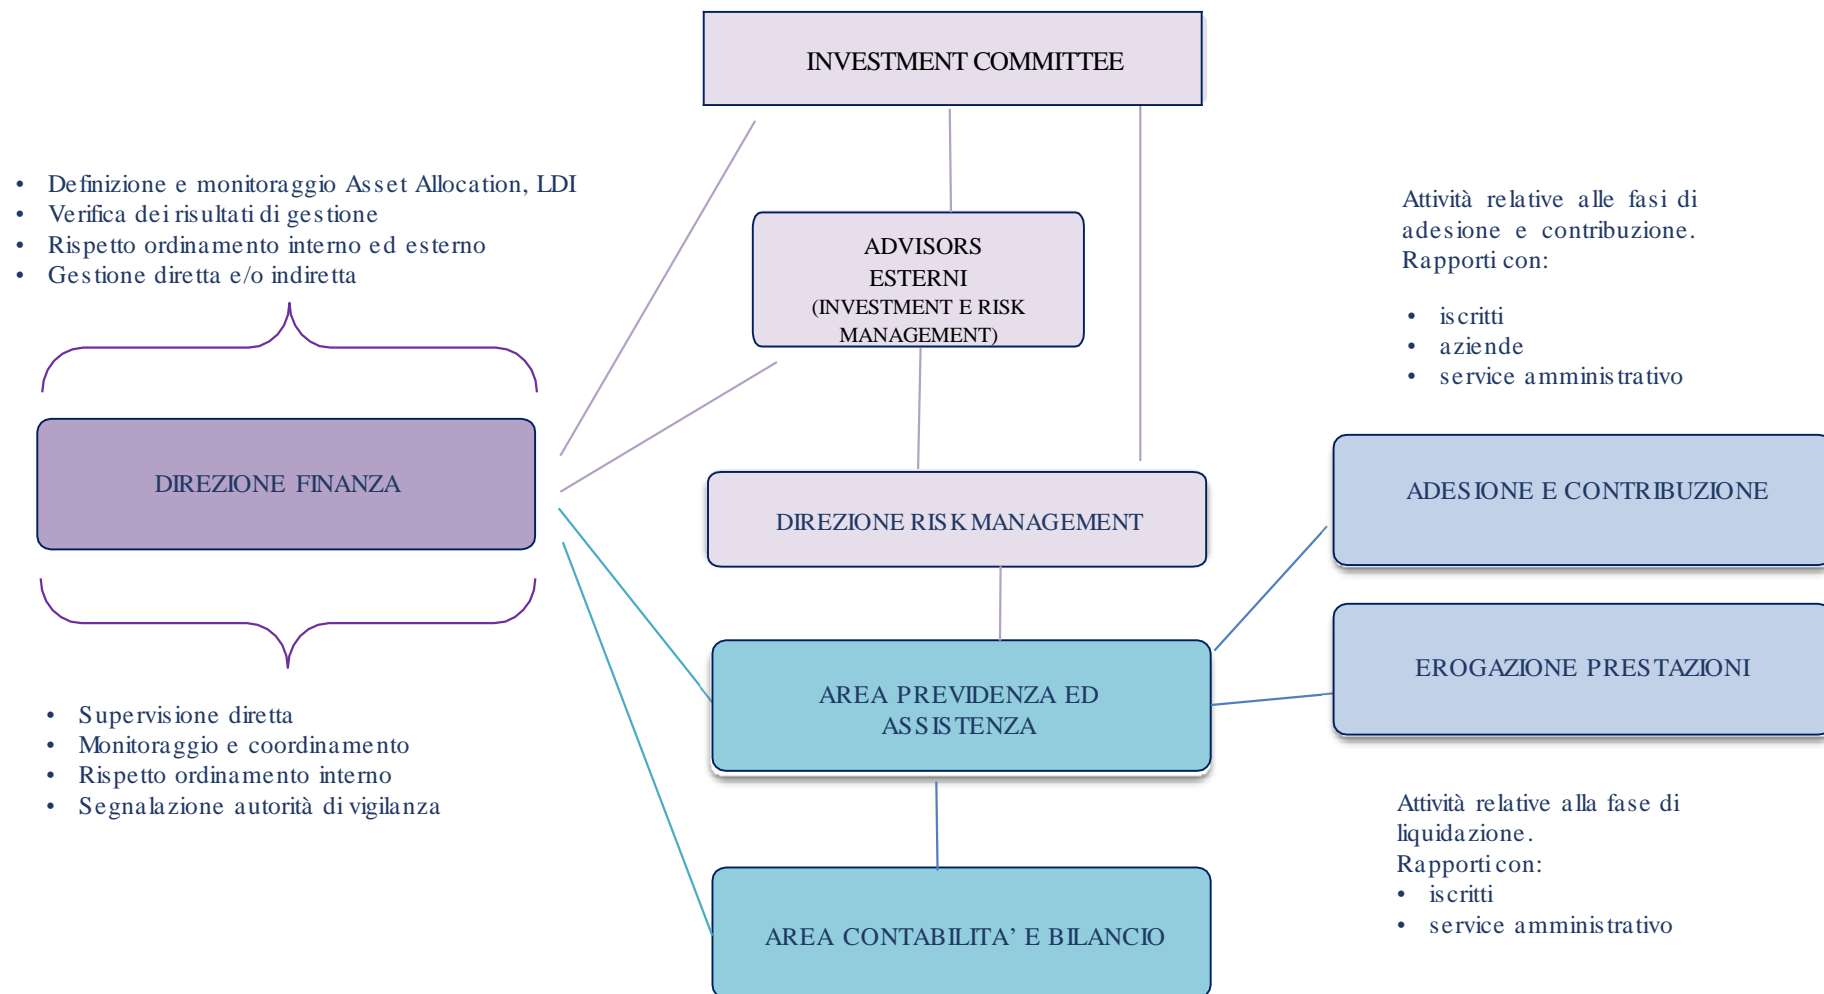 INVESTMENT COMMITTEE
• Definizione e monitoraggio Asset Allocation, LDI
• Verifica dei risultati di gestione
• Rispetto ordinamento interno ed esterno
• Gestione diretta e/o indiretta
ADVISORS
ESTERNI
(INVESTMENT E RISK
MANAGEMENT)
Attività relative alle fasi di
adesione e contribuzione.
Rapporti con:
• iscritti
• aziende
• service amministrativo
DIREZIONE FINANZA
DIREZIONE RISK MANAGEMENT
ADESIONE E CONTRIBUZIONE
EROGAZIONE PRESTAZIONI
AREA PREVIDENZA ED
ASSISTENZA
• Supervisione diretta
• Monitoraggio e coordinamento
• Rispetto ordinamento interno
• Segnalazione autorità di vigilanza
Attività relative alla fase di
liquidazione.
Rapporti con:
• iscritti
• service amministrativo
AREA CONTABILITA’ E BILANCIO